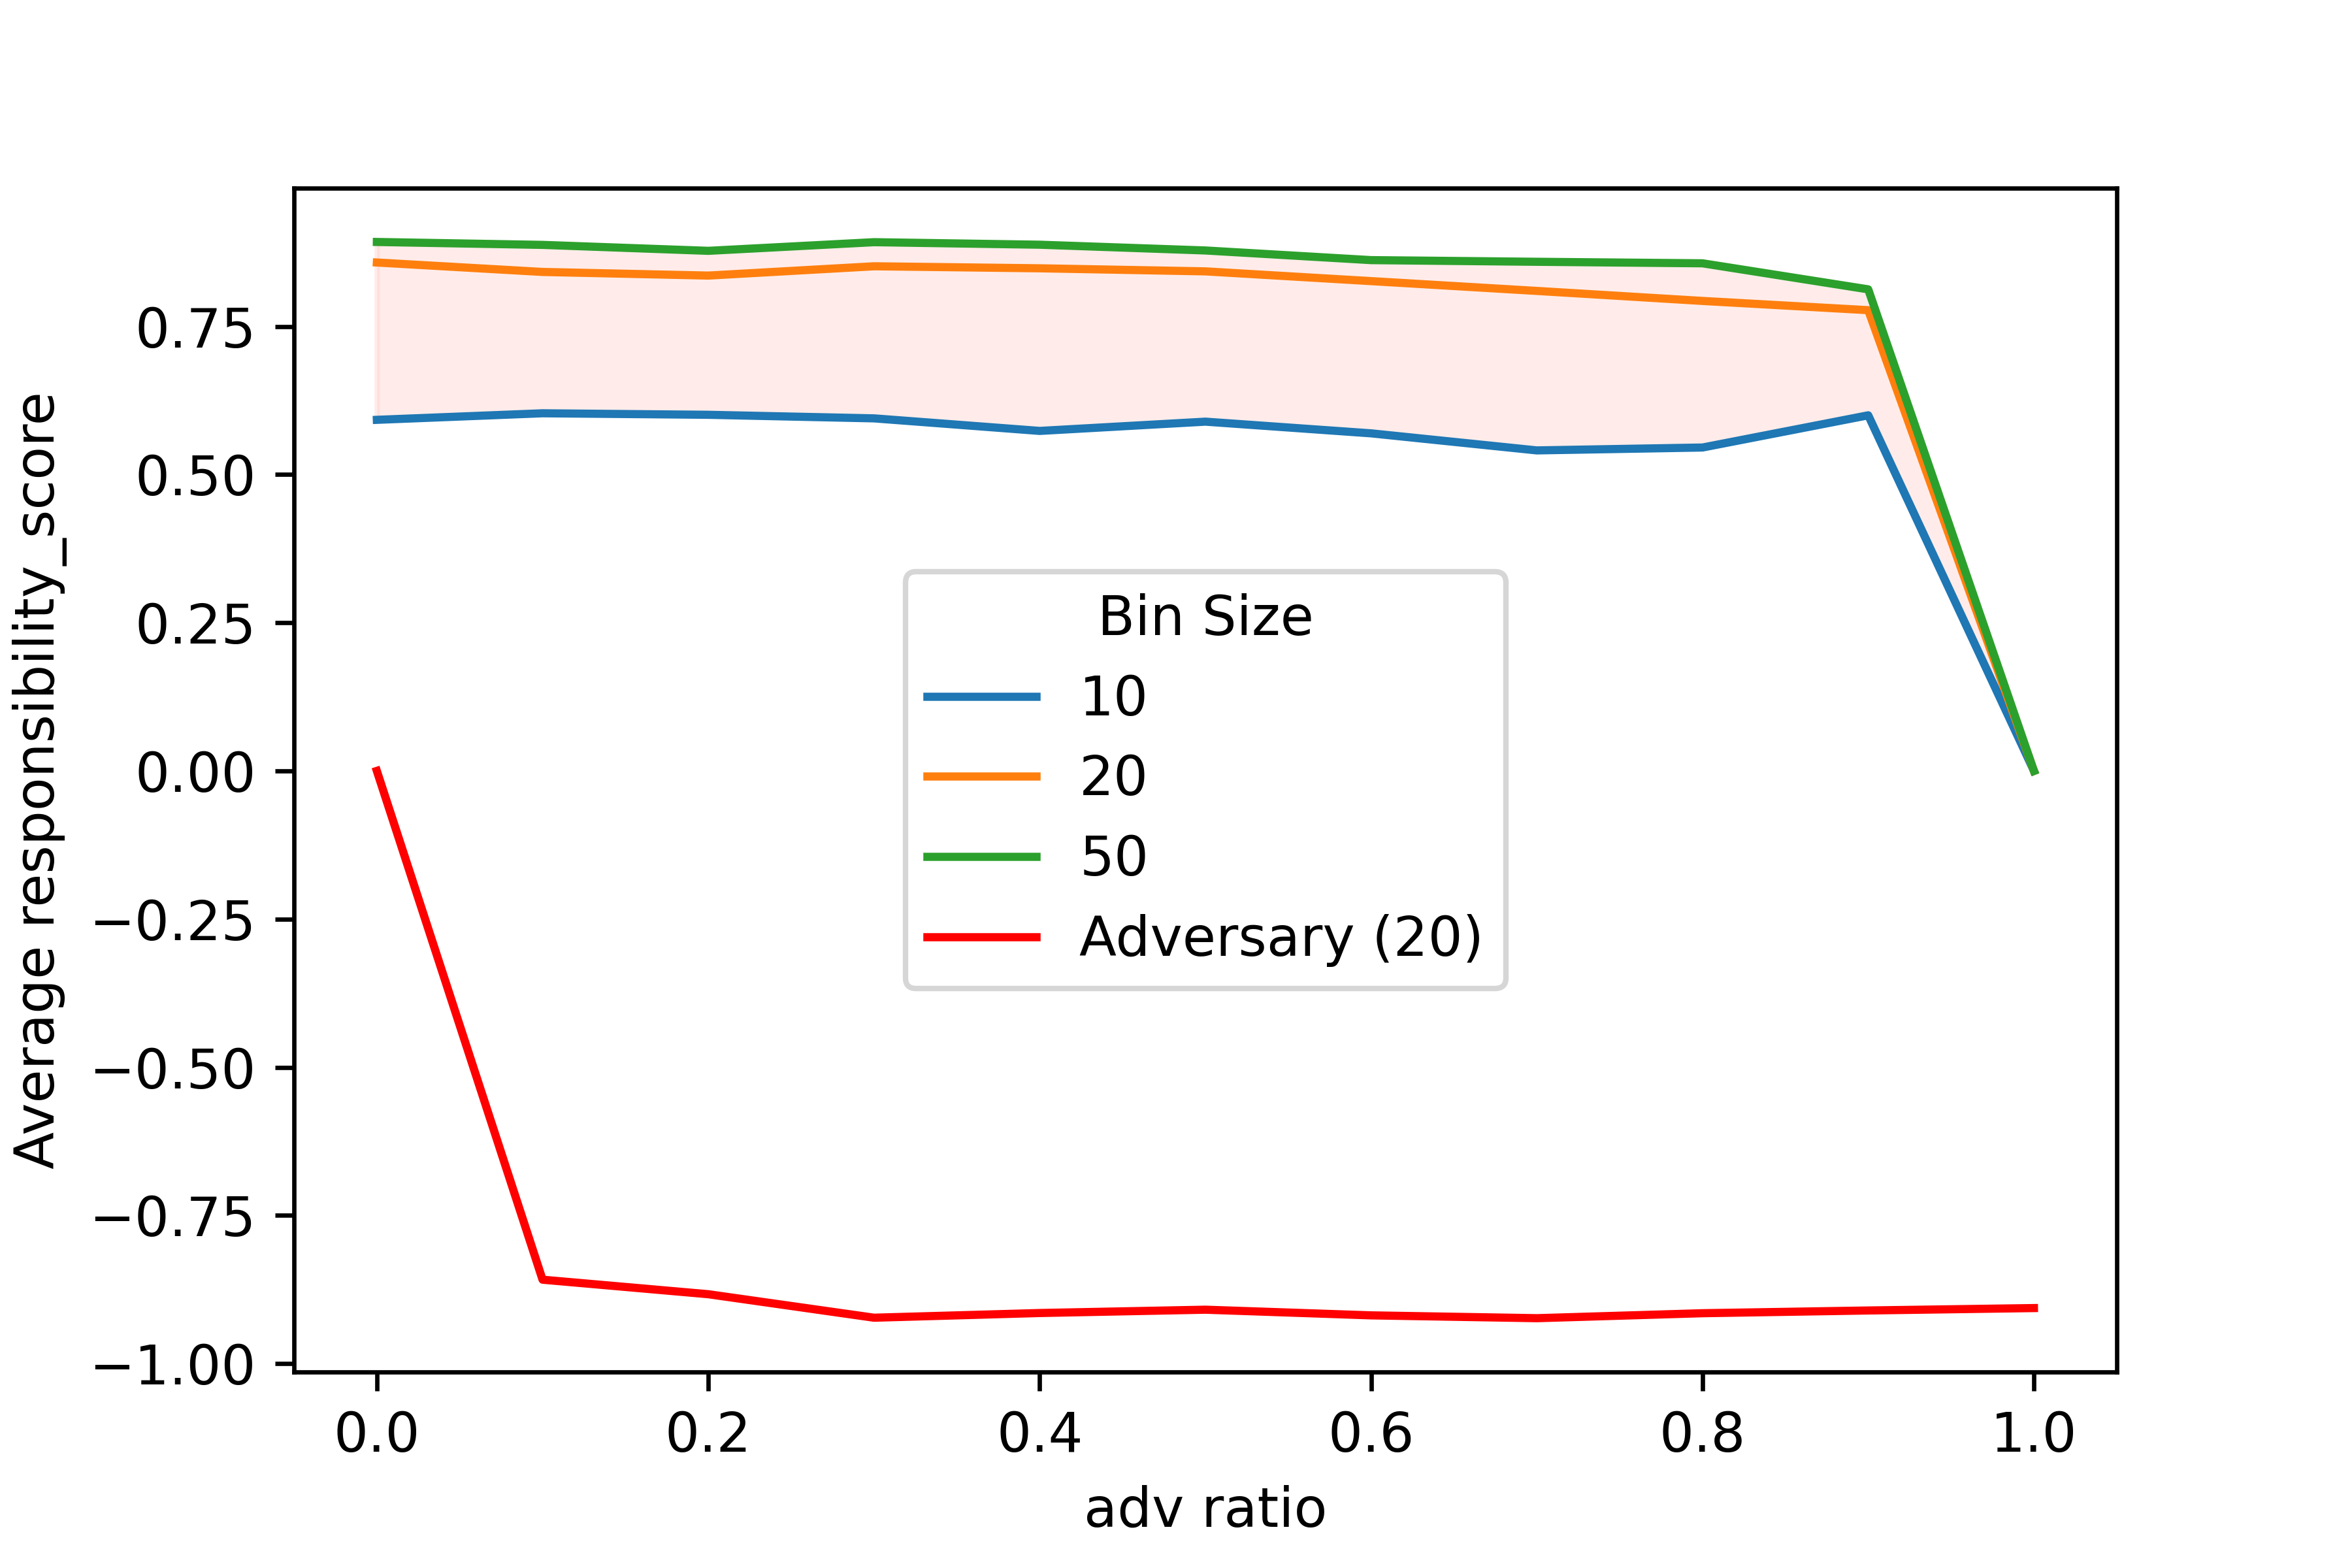 Average responsibility_score
0.75
0.50
0.25
0.00
−0.25
−0.50
−0.75
−1.00
Bin Size
10
20
50
Adversary (20)
0.0 0.2 0.4 0.6 0.8 1.0
adv ratio